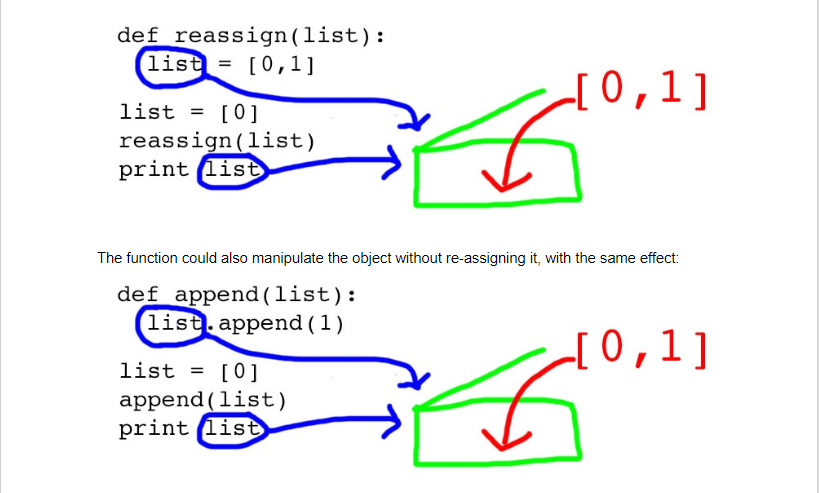 def reassign(list):
list = [0,1]
[0,1]
list = [0]
reassign(list)
print list
The function could also manipulate the object without re-assigning it, with the same effect:
def append(list):
list.append(1)
[0,1]
list = [0]
append(list)
print list